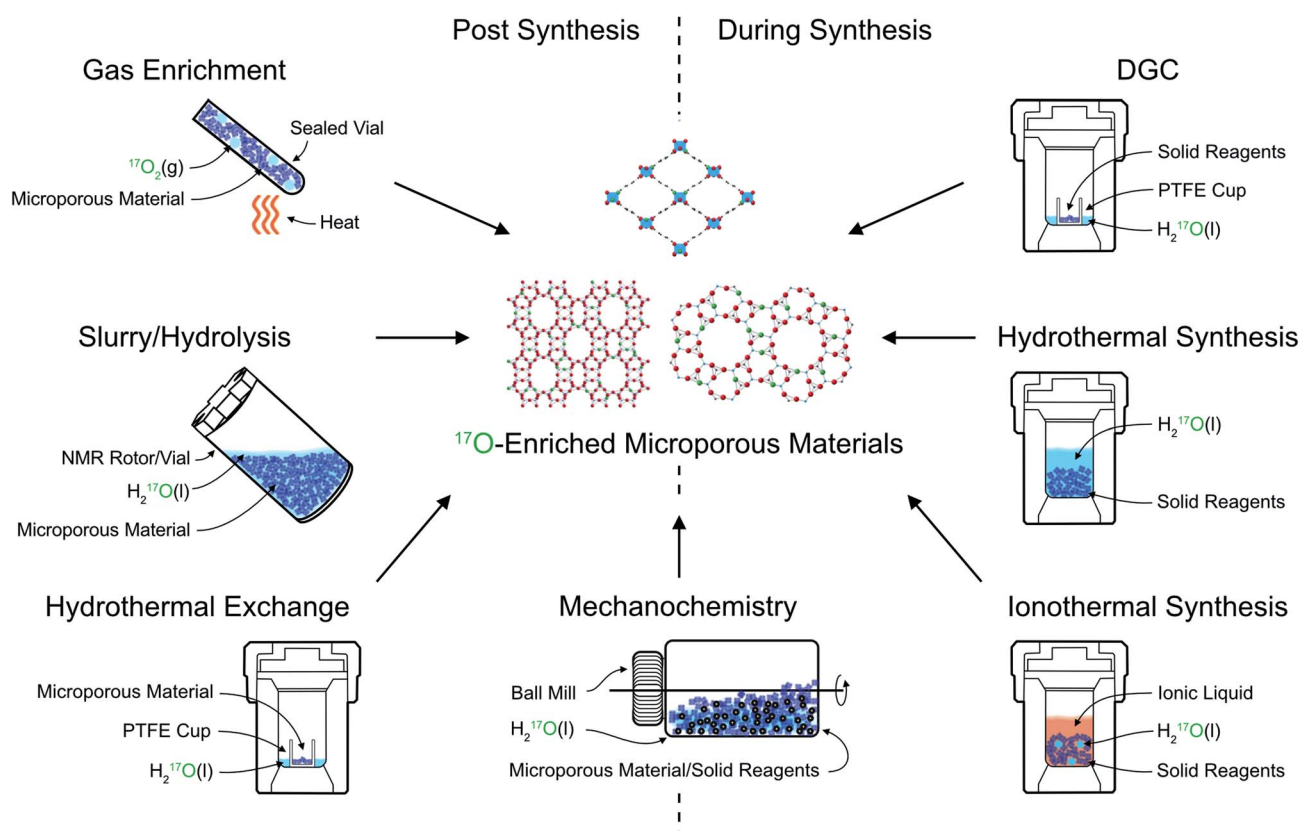 Post Synthesis
During Synthesis
Gas Enrichment
Sealed Vial
¹⁷O₂(g)
Microporous Material
Heat
DGC
Solid Reagents
PTFE Cup
H₂¹⁷O(l)
Slurry/Hydrolysis
NMR Rotor/Vial
H₂¹⁷O(l)
Microporous Material
Hydrothermal Synthesis
H₂¹⁷O(l)
Solid Reagents
¹⁷O-Enriched Microporous Materials
Hydrothermal Exchange
Microporous Material
PTFE Cup
H₂¹⁷O(l)
Mechanochemistry
Ball Mill
H₂¹⁷O(l)
Microporous Material/Solid Reagents
Ionothermal Synthesis
Ionic Liquid
H₂¹⁷O(l)
Solid Reagents